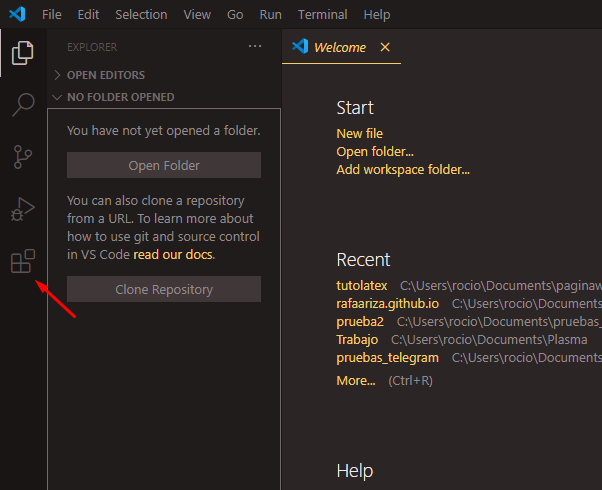 File Edit Selection View Go Run Terminal Help
EXPLORER ...
OPEN EDITORS
NO FOLDER OPENED
You have not yet opened a folder.
Open Folder
You can also clone a repository
from a URL. To learn more about
how to use git and source control
in VS Code read our docs.
Clone Repository
Welcome
Start
New file
Open folder...
Add workspace folder...
Recent
tutolatex C:\Users\rocio\Documents\paginaw
rafaariza.github.io C:\Users\rocio\Documents
prueba2 C:\Users\rocio\Documents\pruebas_
Trabajo C:\Users\rocio\Documents\Plasma
pruebas_telegram C:\Users\rocio\Documents
More... (Ctrl+R)
Help